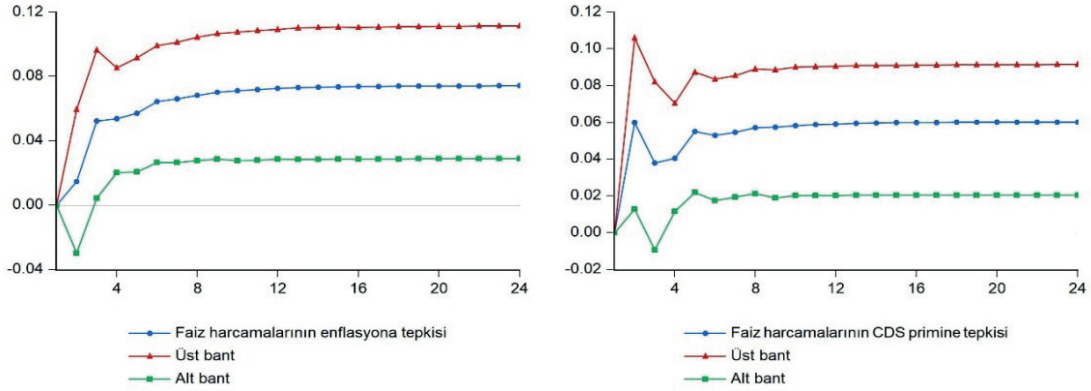 0.12
0.08
0.04
0.00
-0.04
4 8 12 16 20 24
Faiz harcamalarının enflasyona tepkisi
Üst bant
Alt bant
0.12
0.10
0.08
0.06
0.04
0.02
0.00
-0.02
4 8 12 16 20 24
Faiz harcamalarının CDS primine tepkisi
Üst bant
Alt bant